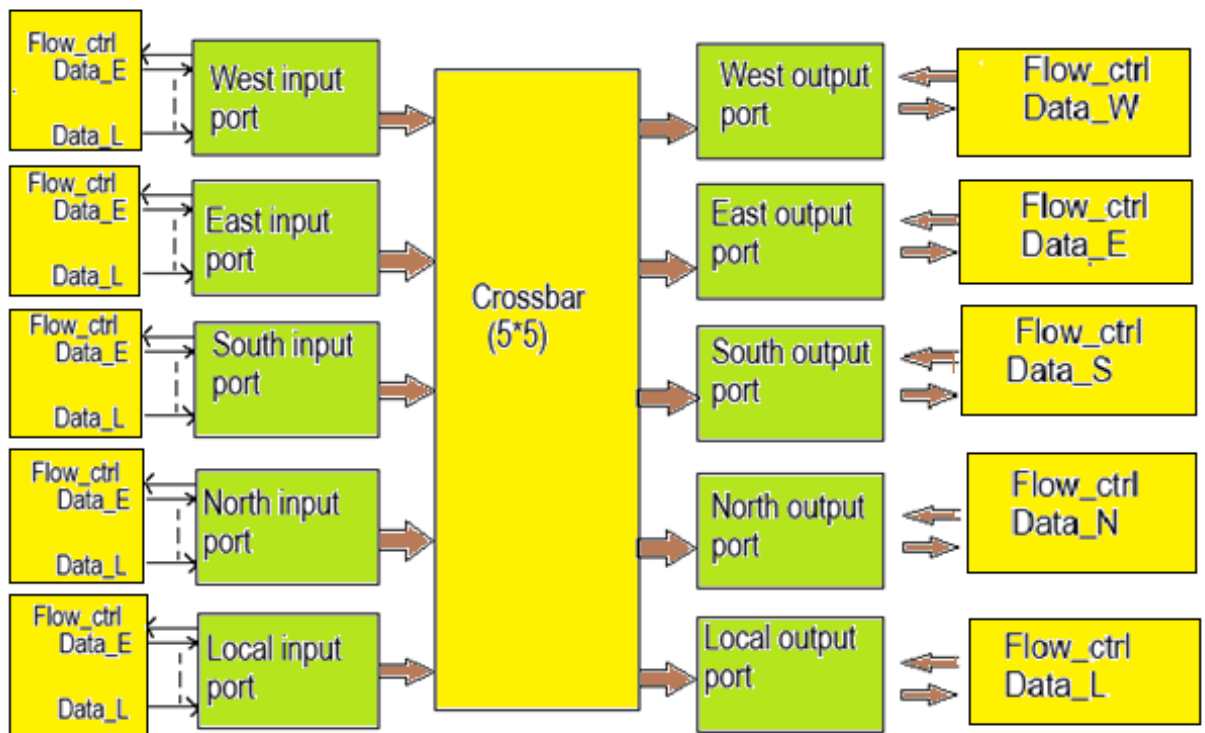 Flow_ctrl
Data_E
Data_L
West input
port
West output
port
Flow_ctrl
Data_W
Flow_ctrl
Data_E
Data_L
East input
port
East output
port
Flow_ctrl
Data_E
Crossbar
(5*5)
Flow_ctrl
Data_E
Data_L
South input
port
South output
port
Flow_ctrl
Data_S
Flow_ctrl
Data_E
Data_L
North input
port
North output
port
Flow_ctrl
Data_N
Flow_ctrl
Data_E
Data_L
Local input
port
Local output
port
Flow_ctrl
Data_L